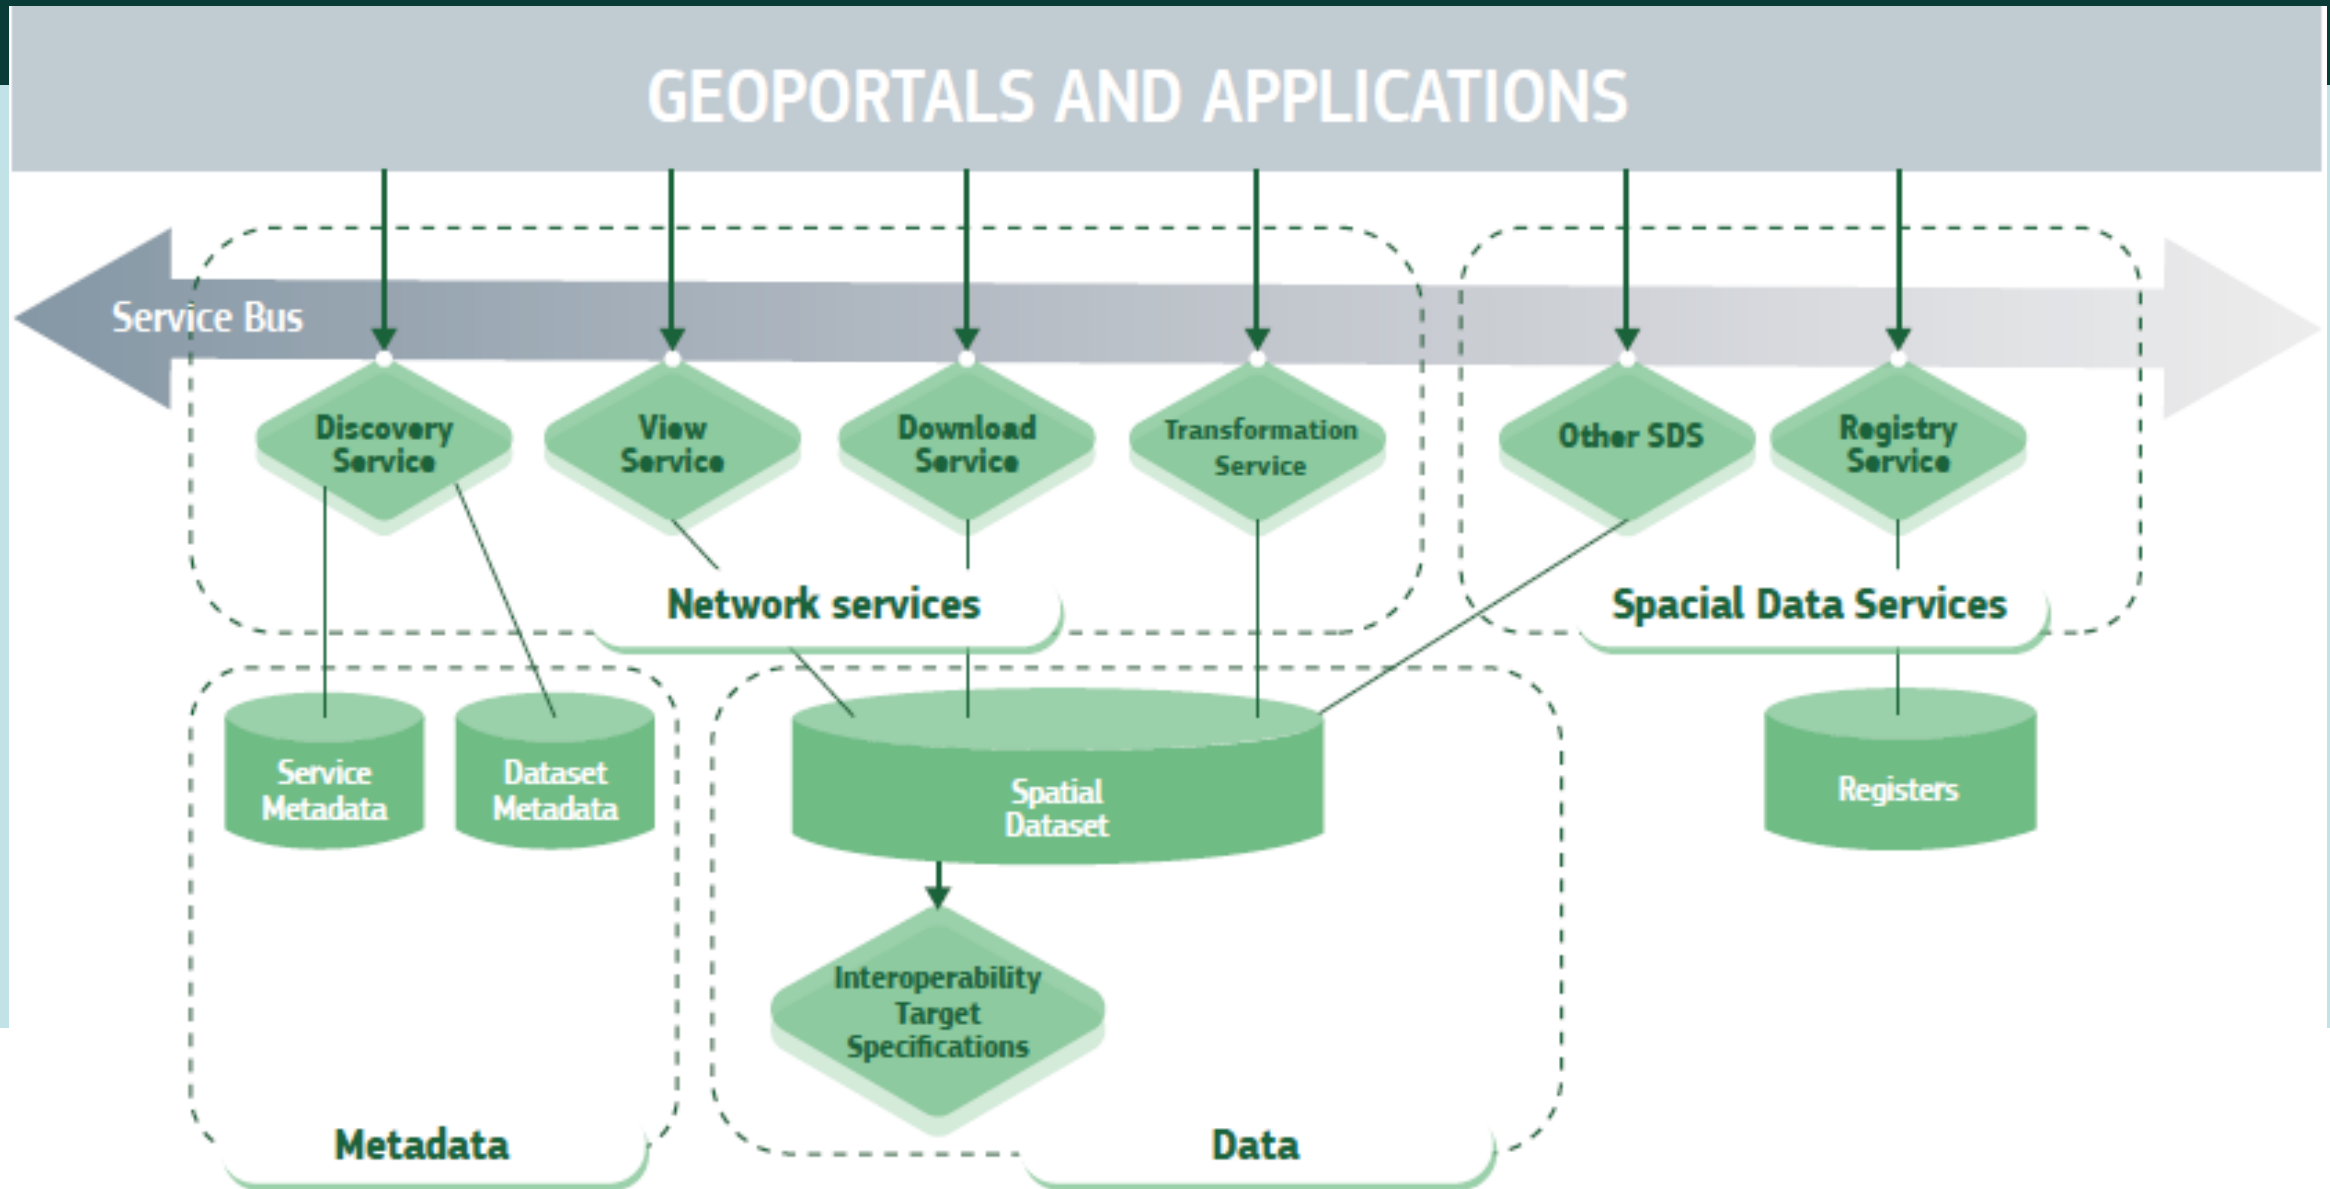 GEOPORTALS AND APPLICATIONS
Service Bus
Discovery
Service
View
Service
Download
Service
Transformation
Service
Other SDS
Registry
Service
Network services
Spacial Data Services
Service
Metadata
Dataset
Metadata
Spatial
Dataset
Registers
Interoperability
Target
Specifications
Metadata
Data